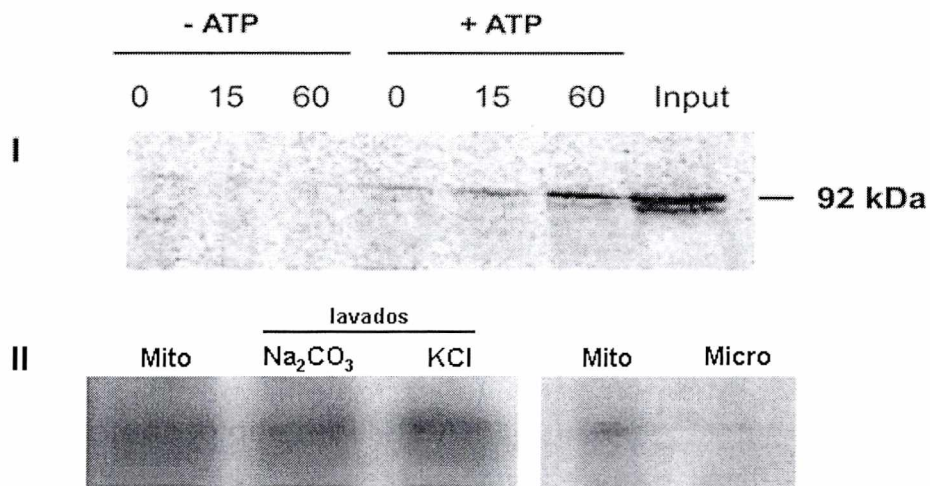 - ATP + ATP
0 15 60 0 15 60 Input
I
92 kDa
lavados
II Mito Na₂CO₃ KCl Mito Micro